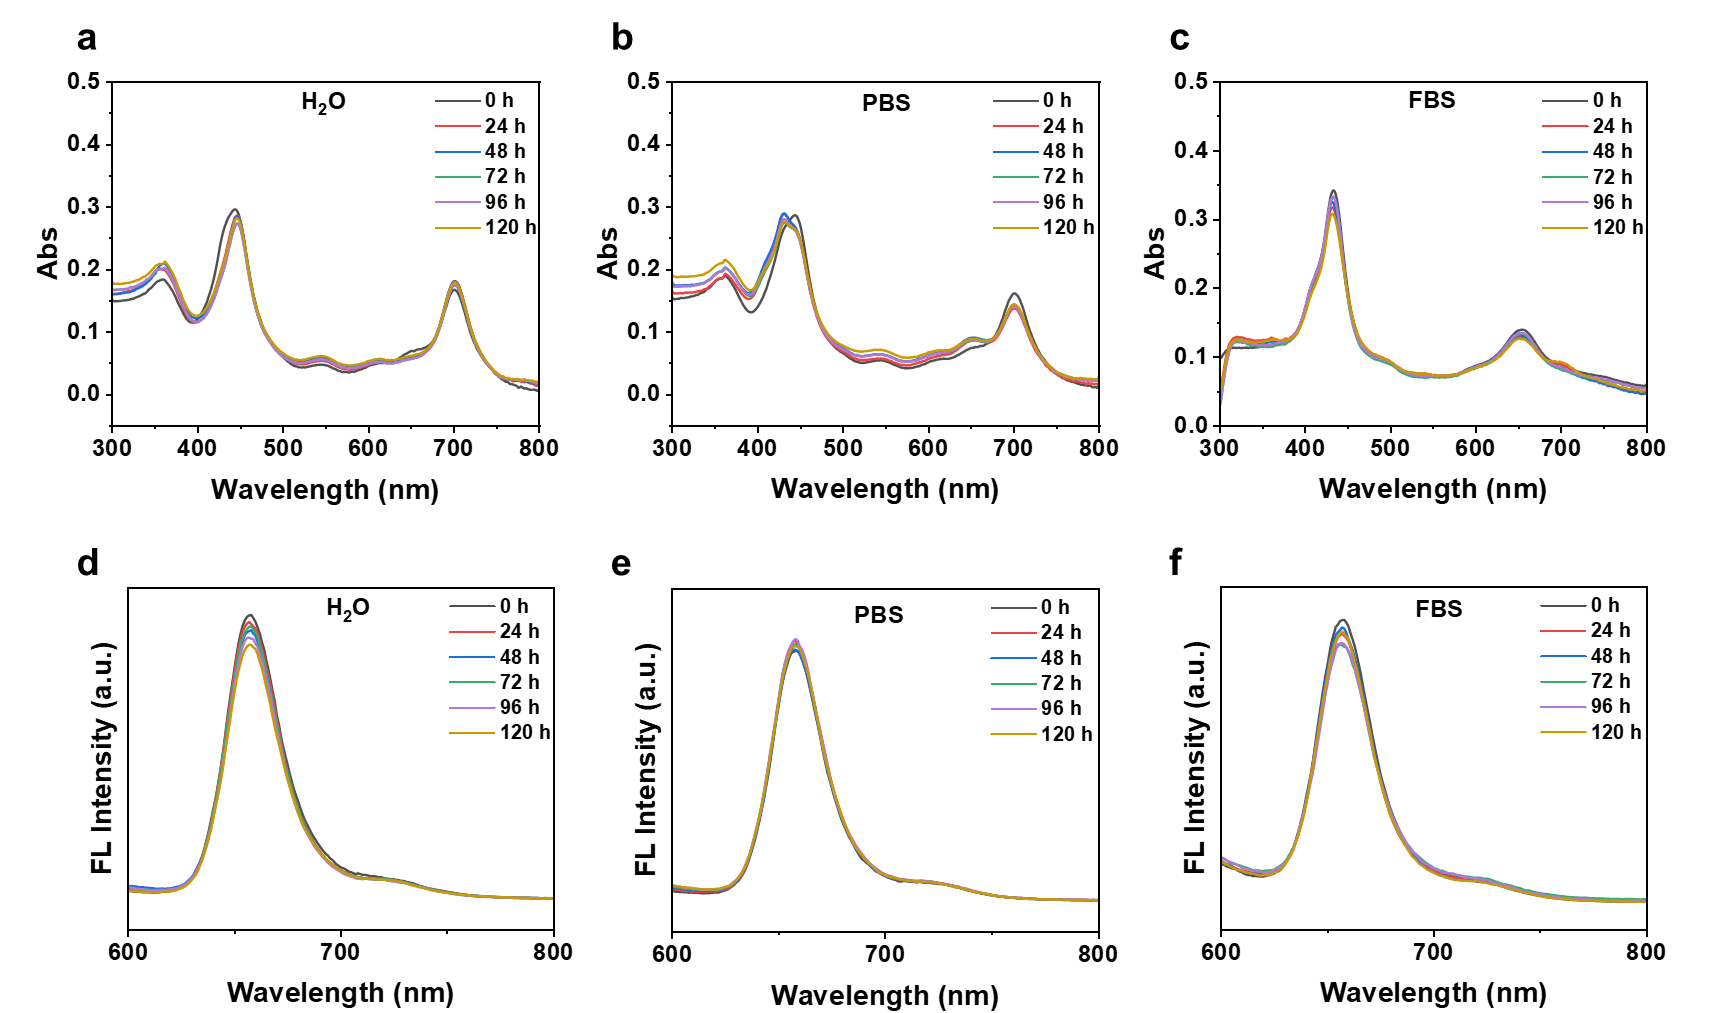 a
H₂O
0 h
24 h
48 h
72 h
96 h
120 h
0.5
0.4
0.3
0.2
0.1
0.0
Abs
300 400 500 600 700 800
Wavelength (nm)
b
PBS
0 h
24 h
48 h
72 h
96 h
120 h
0.5
0.4
0.3
0.2
0.1
0.0
Abs
300 400 500 600 700 800
Wavelength (nm)
c
FBS
0 h
24 h
48 h
72 h
96 h
120 h
0.5
0.4
0.3
0.2
0.1
0.0
Abs
300 400 500 600 700 800
Wavelength (nm)
d
H₂O
0 h
24 h
48 h
72 h
96 h
120 h
FL Intensity (a.u.)
600 700 800
Wavelength (nm)
e
PBS
0 h
24 h
48 h
72 h
96 h
120 h
FL Intensity (a.u.)
600 700 800
Wavelength (nm)
f
FBS
0 h
24 h
48 h
72 h
96 h
120 h
FL Intensity (a.u.)
600 700 800
Wavelength (nm)